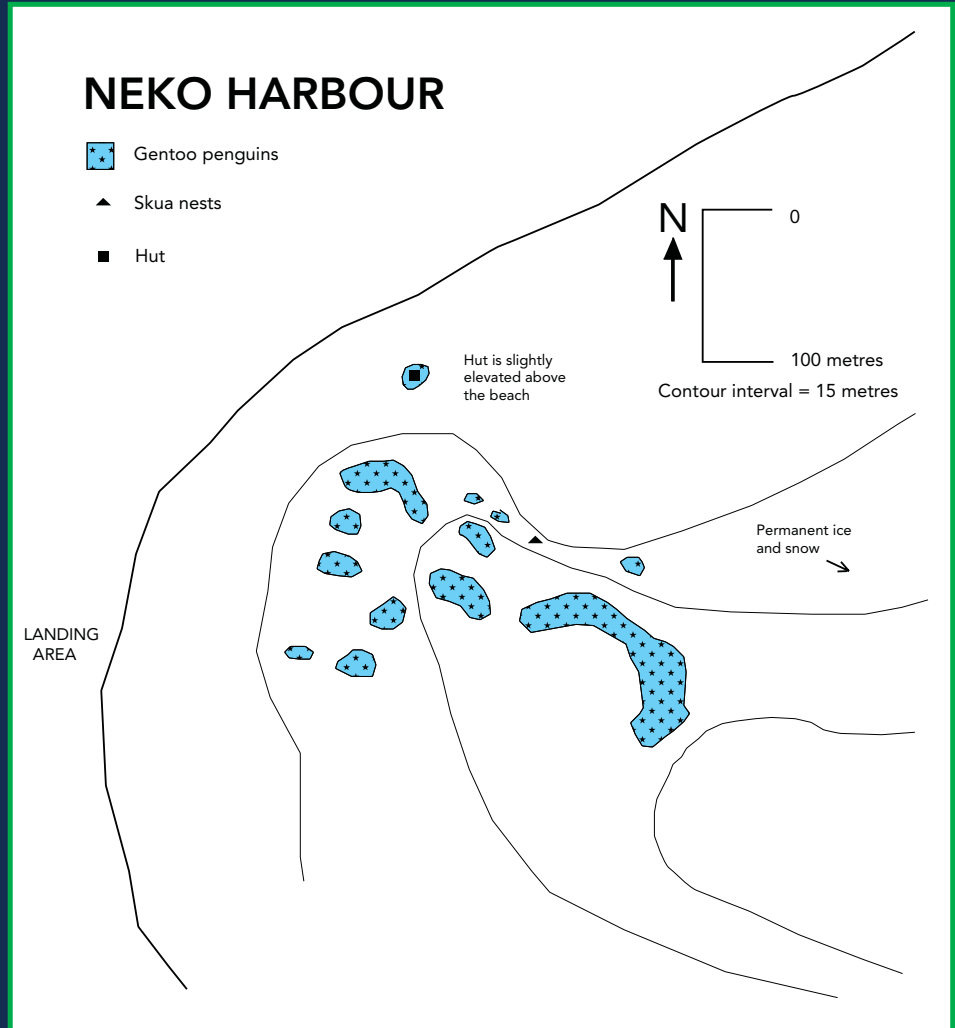 NEKO HARBOUR
Gentoo penguins
Skua nests
Hut
N
0
100 metres
Contour interval = 15 metres
Hut is slightly
elevated above
the beach
Permanent ice
and snow
LANDING
AREA